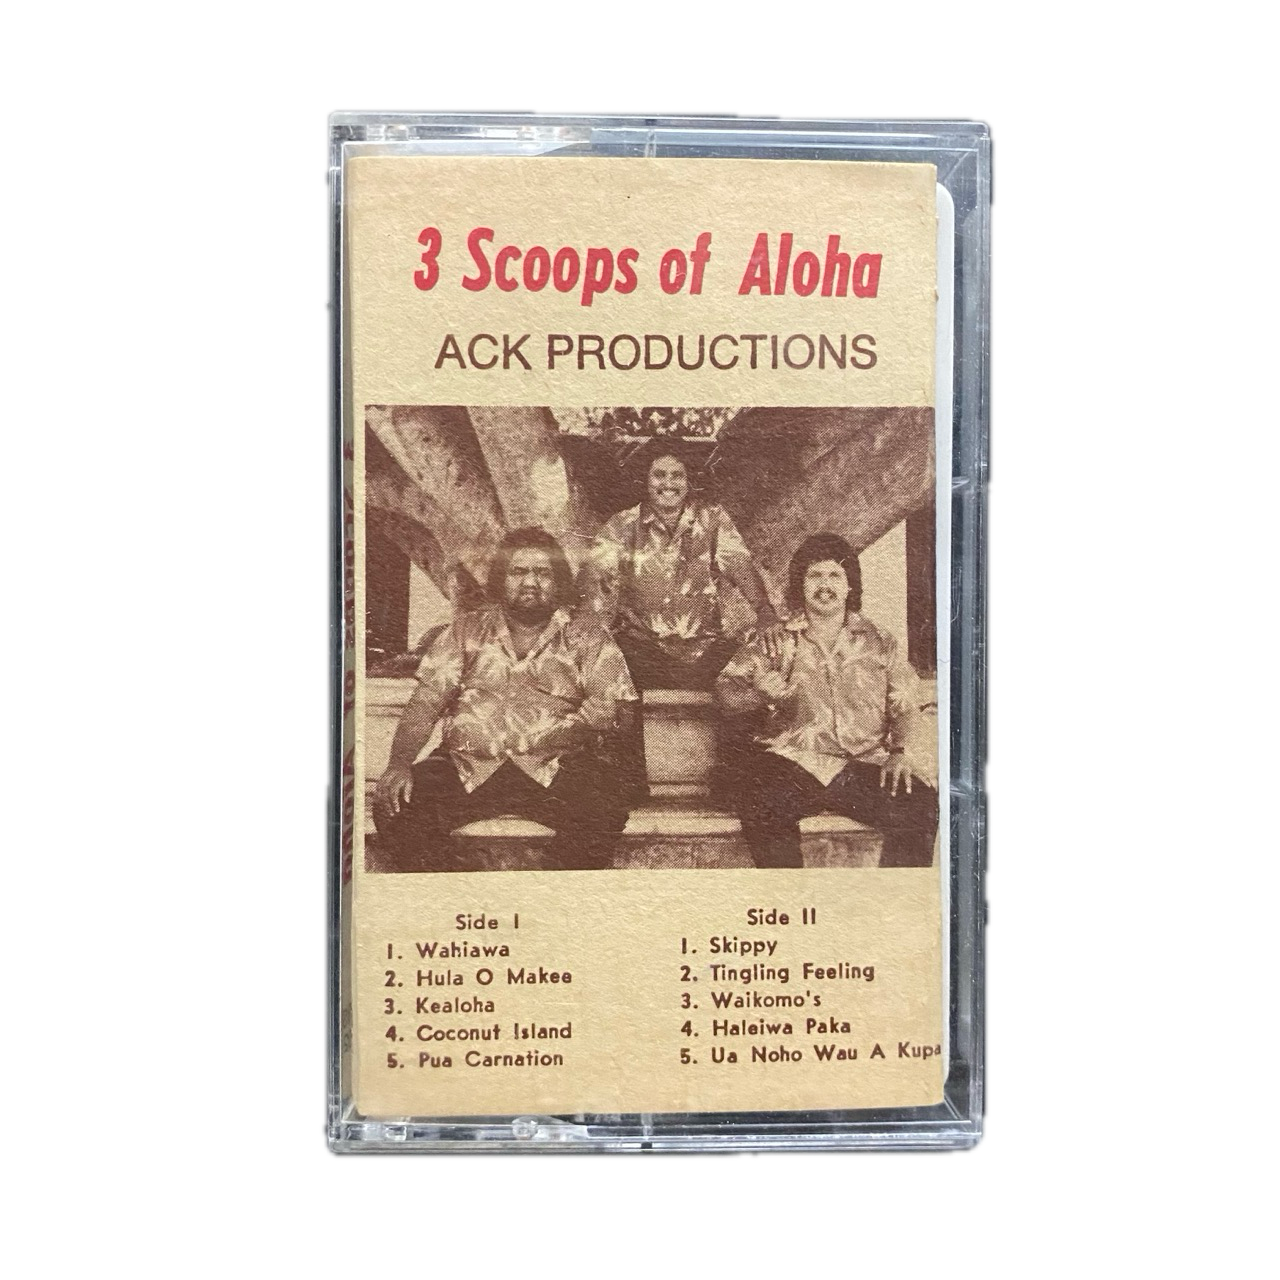 3 Scoops of Aloha
ACK PRODUCTIONS
Side I
1. Wahiawa
2. Hula O Makee
3. Kealoha
4. Coconut Island
5. Pua Carnation
Side II
1. Skippy
2. Tingling Feeling
3. Waikomo's
4. Haleiwa Paka
5. Ua Noho Wau A Kupa